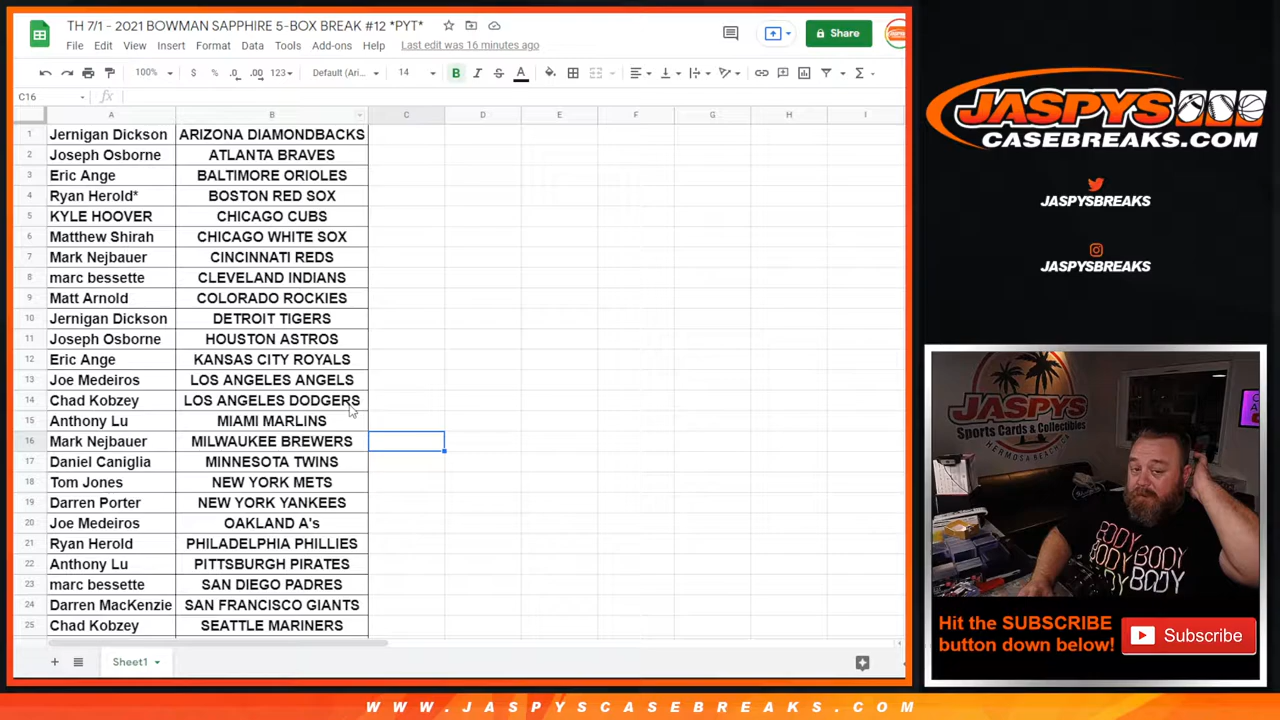 TH 7/1 - 2021 BOWMAN SAPPHIRE 5-BOX BREAK #12 *PYT*
File Edit View Insert Format Data Tools Add-ons Help Last edit was 16 minutes ago
Share
100% $ % .0 .00 123 Default (Ari... 14 B I S A
C16 fx
A B C D E F G H I
1 Jernigan Dickson ARIZONA DIAMONDBACKS
2 Joseph Osborne ATLANTA BRAVES
3 Eric Ange BALTIMORE ORIOLES
4 Ryan Herold* BOSTON RED SOX
5 KYLE HOOVER CHICAGO CUBS
6 Matthew Shirah CHICAGO WHITE SOX
7 Mark Nejbauer CINCINNATI REDS
8 marc bessette CLEVELAND INDIANS
9 Matt Arnold COLORADO ROCKIES
10 Jernigan Dickson DETROIT TIGERS
11 Joseph Osborne HOUSTON ASTROS
12 Eric Ange KANSAS CITY ROYALS
13 Joe Medeiros LOS ANGELES ANGELS
14 Chad Kobzey LOS ANGELES DODGERS
15 Anthony Lu MIAMI MARLINS
16 Mark Nejbauer MILWAUKEE BREWERS
17 Daniel Caniglia MINNESOTA TWINS
18 Tom Jones NEW YORK METS
19 Darren Porter NEW YORK YANKEES
20 Joe Medeiros OAKLAND A's
21 Ryan Herold PHILADELPHIA PHILLIES
22 Anthony Lu PITTSBURGH PIRATES
23 marc bessette SAN DIEGO PADRES
24 Darren MacKenzie SAN FRANCISCO GIANTS
25 Chad Kobzey SEATTLE MARINERS
Sheet1
JASPYS
CASEBREAKS.COM
JASPYSBREAKS
JASPYSBREAKS
JASPY'S
Sports Cards & Collectibles
HERMOSA BEACH
BODY
BODY BODY
BODY BODY
Hit the SUBSCRIBE
button down below!
Subscribe
WWW.JASPYSCASEBREAKS.COM